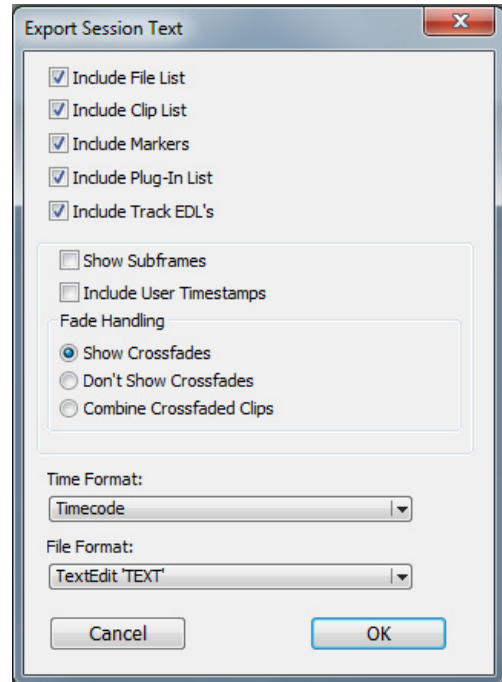 Export Session Text
Include File List
Include Clip List
Include Markers
Include Plug-In List
Include Track EDL's
Show Subframes
Include User Timestamps
Fade Handling
Show Crossfades
Don't Show Crossfades
Combine Crossfaded Clips
Time Format:
Timecode
File Format:
TextEdit 'TEXT'
Cancel
OK